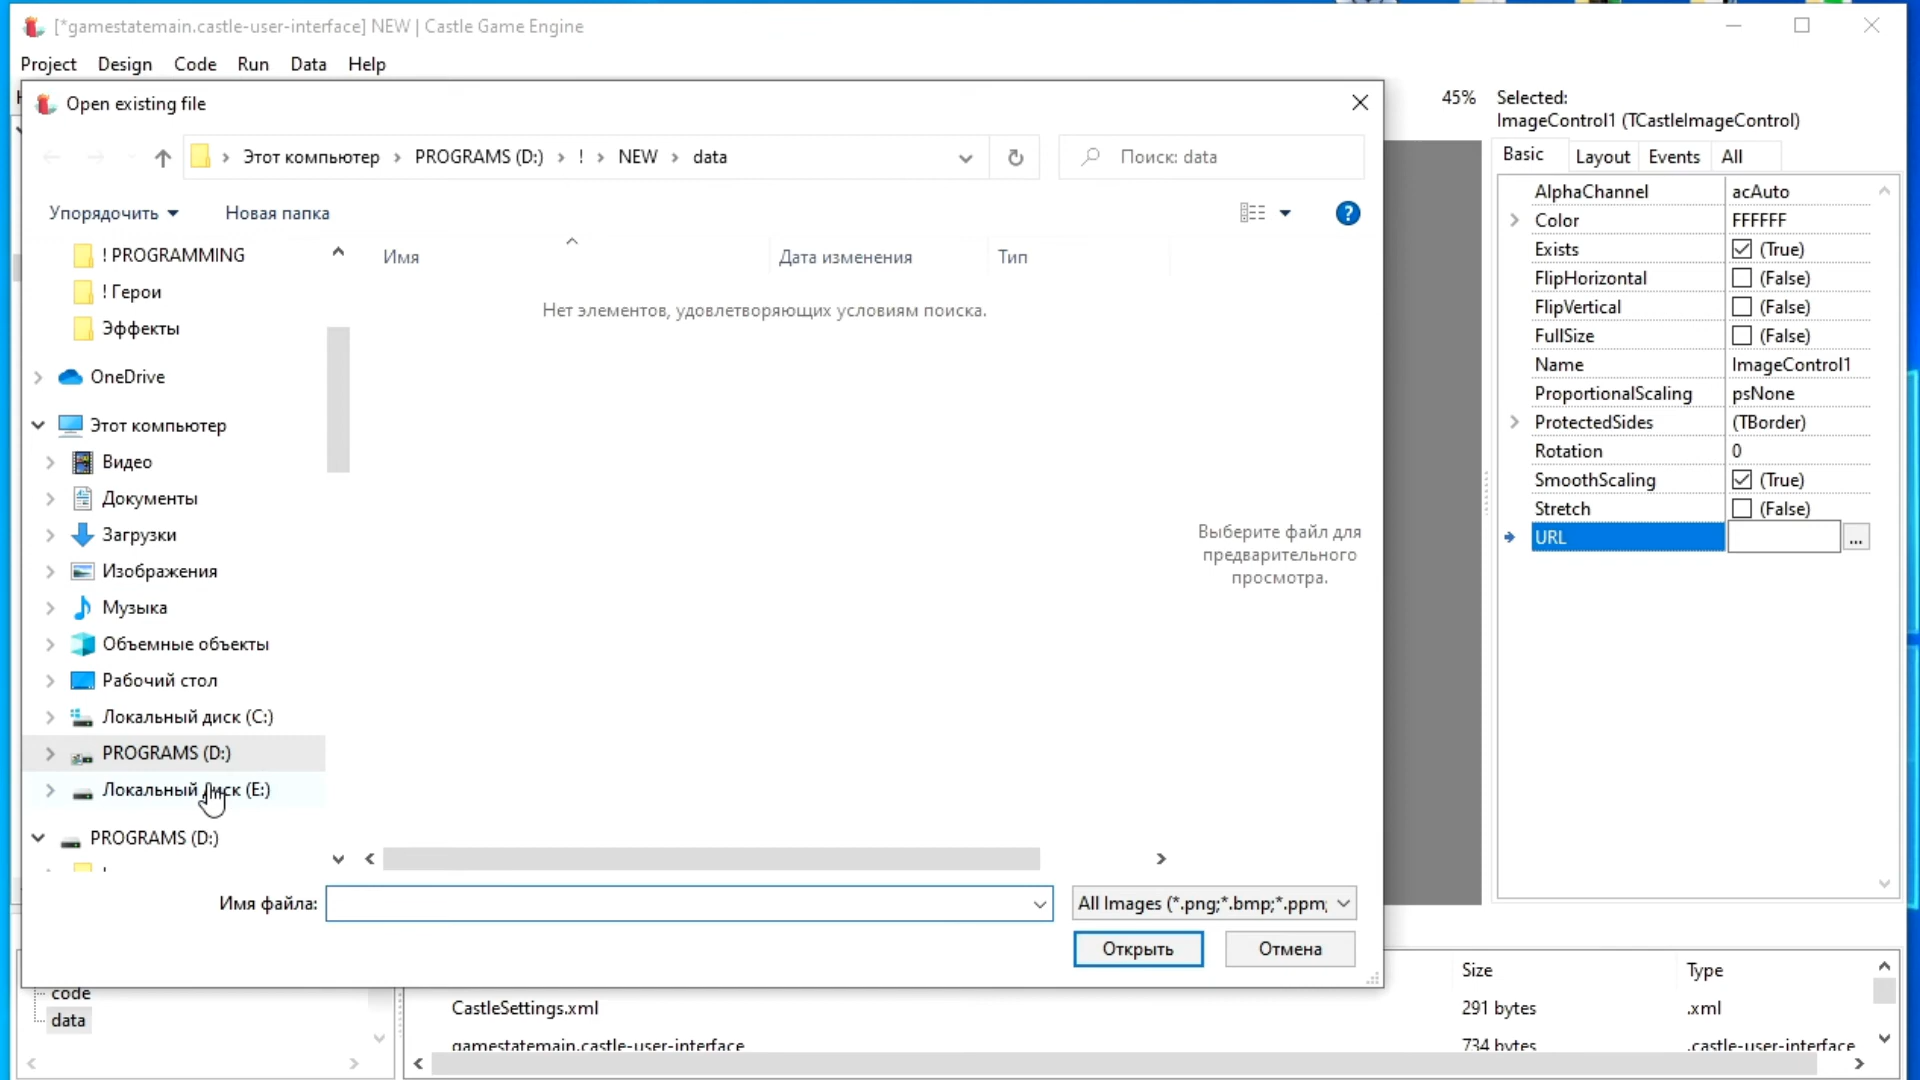 [*gamestatemain.castle-user-interface] NEW | Castle Game Engine
Project Design Code Run Data Help
Open existing file
Этот компьютер › PROGRAMS (D:) › ! › NEW › data
Поиск: data
Упорядочить
Новая папка
! PROGRAMMING
! Герои
Эффекты
OneDrive
Этот компьютер
Видео
Документы
Загрузки
Изображения
Музыка
Объемные объекты
Рабочий стол
Локальный диск (C:)
PROGRAMS (D:)
Локальный диск (E:)
PROGRAMS (D:)
Имя Дата изменения Тип
Нет элементов, удовлетворяющих условиям поиска.
Выберите файл для
предварительного
просмотра.
Имя файла:
All Images (*.png;*.bmp;*.ppm;
Открыть Отмена
45%
Selected:
ImageControl1 (TCastleImageControl)
Basic Layout Events All
AlphaChannel acAuto
Color FFFFFF
Exists (True)
FlipHorizontal (False)
FlipVertical (False)
FullSize (False)
Name ImageControl1
ProportionalScaling psNone
ProtectedSides (TBorder)
Rotation 0
SmoothScaling (True)
Stretch (False)
URL ...
code
data
Size Type
CastleSettings.xml 291 bytes .xml
gamestatemain.castle-user-interface 734 bytes .castle-user-interface